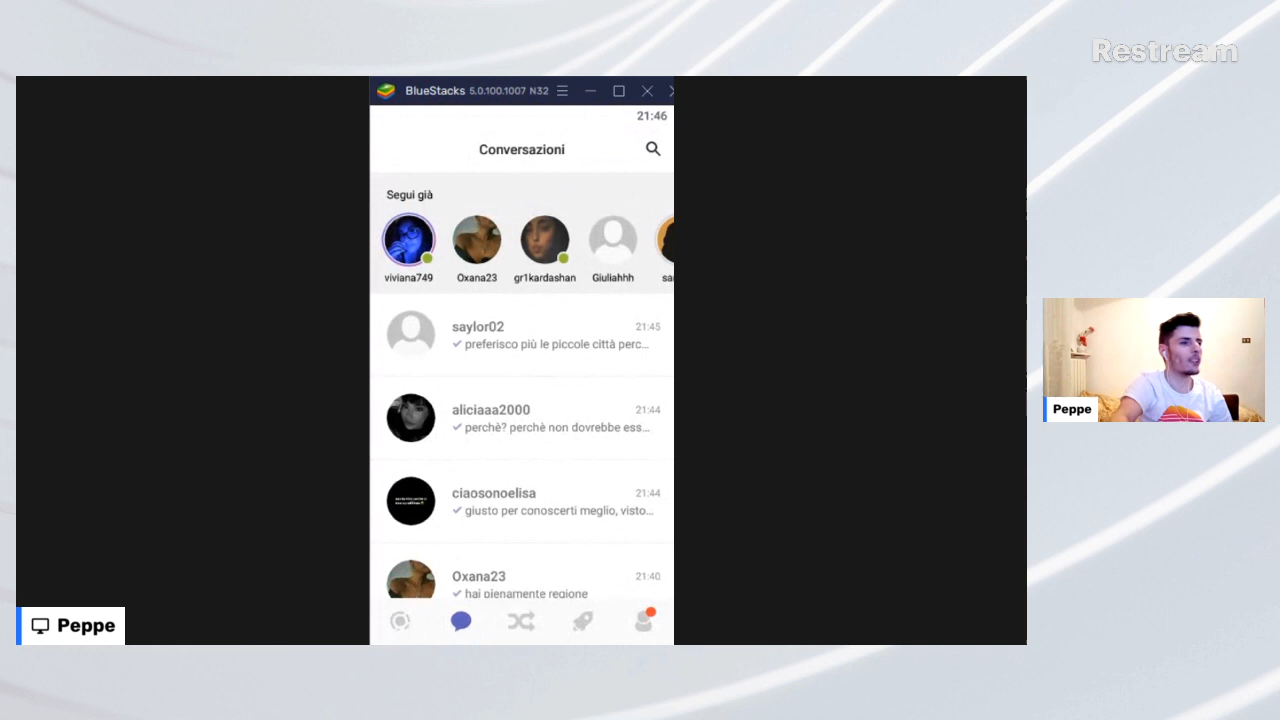 Restream
BlueStacks 5.0.100.1007 N32
21:46
Conversazioni
Segui già
viviana749
Oxana23
gr1kardashan
Giuliahhh
sa
saylor02
21:45
preferisco più le piccole città perc...
aliciaaa2000
21:44
perchè? perchè non dovrebbe ess...
ciaosonoelisa
21:44
giusto per conoscerti meglio, visto...
Oxana23
21:40
hai pienamente regione
Peppe
Peppe